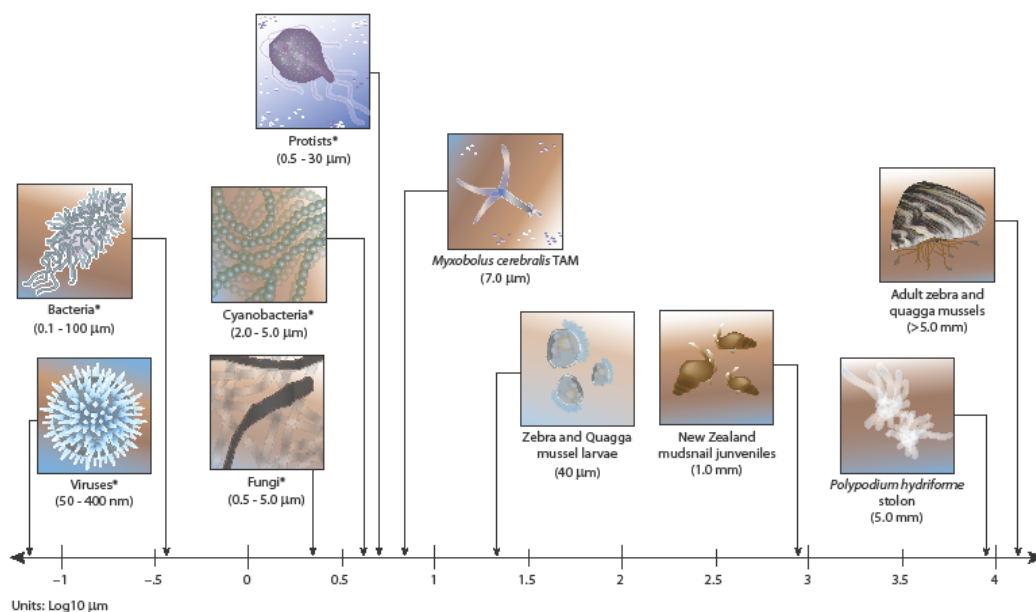 Protists*
(0.5 - 30 µm)
Bacteria*
(0.1 - 100 µm)
Cyanobacteria*
(2.0 - 5.0 µm)
Myxobolus cerebralis TAM
(7.0 µm)
Adult zebra and
quagga mussels
(>5.0 mm)
Viruses*
(50 - 400 nm)
Fungi*
(0.5 - 5.0 µm)
Zebra and Quagga
mussel larvae
(40 µm)
New Zealand
mudsnail junveniles
(1.0 mm)
Polypodium hydriforme
stolon
(5.0 mm)
–1 –.5 0 0.5 1 1.5 2 2.5 3 3.5 4
Units: Log10 µm